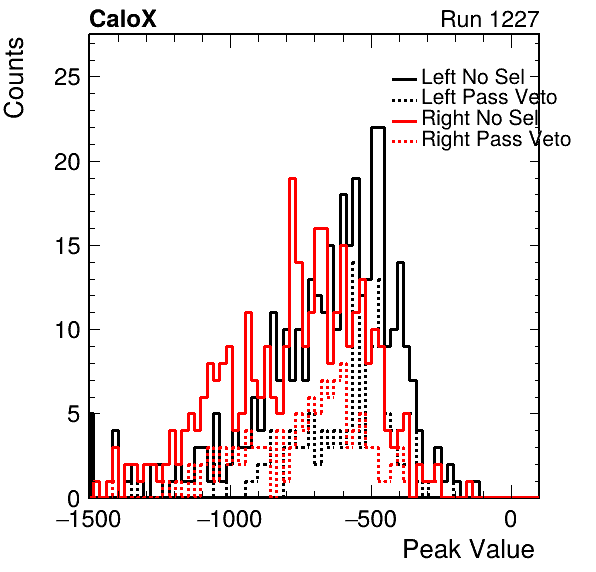 CaloX Run 1227
Counts
25
20
15
10
5
0
Left No Sel
Left Pass Veto
Right No Sel
Right Pass Veto
−1500 −1000 −500 0
Peak Value